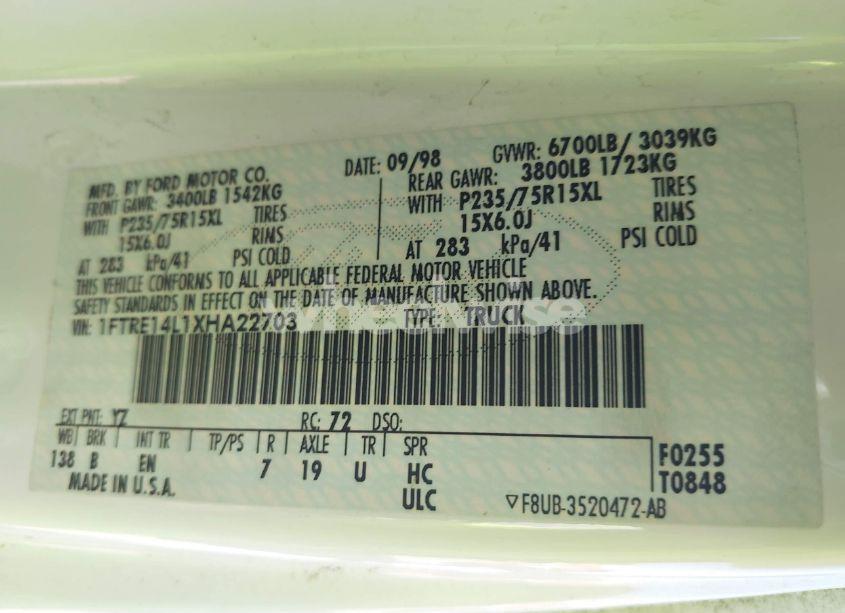 MFD. BY FORD MOTOR CO.
DATE: 09/98
GVWR: 6700LB/ 3039KG
FRONT GAWR: 3400LB 1542KG
REAR GAWR: 3800LB 1723KG
WITH P235/75R15XL TIRES
WITH P235/75R15XL TIRES
15X6.0J RIMS
15X6.0J RIMS
AT 283 kPa/41 PSI COLD
AT 283 kPa/41 PSI COLD
THIS VEHICLE CONFORMS TO ALL APPLICABLE FEDERAL MOTOR VEHICLE
SAFETY STANDARDS IN EFFECT ON THE DATE OF MANUFACTURE SHOWN ABOVE.
VIN: 1FTRE14L1XHA22703
TYPE: TRUCK
EXT PNT: YZ RC: 72 DSO:
WB BRK INT TR TP/PS R AXLE TR SPR
138 B EN 7 19 U HC
MADE IN U.S.A. ULC
F0255
T0848
▽F8UB-3520472-AB